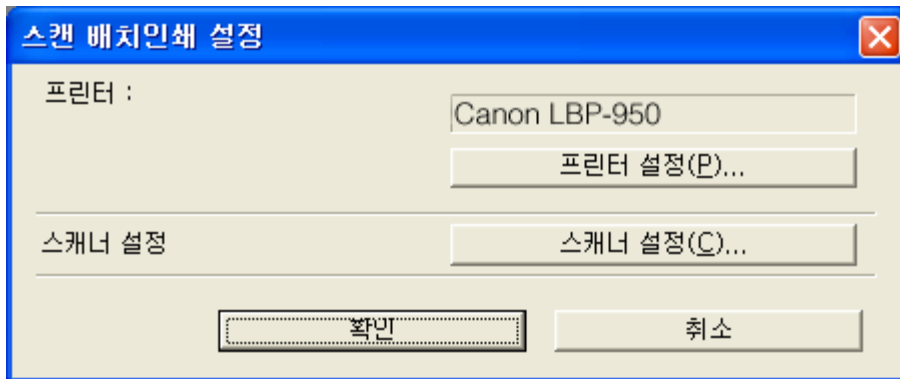 스캔 배치인쇄 설정
프린터 :
Canon LBP-950
프린터 설정(P)...
스캐너 설정 스캐너 설정(C)...
확인 취소